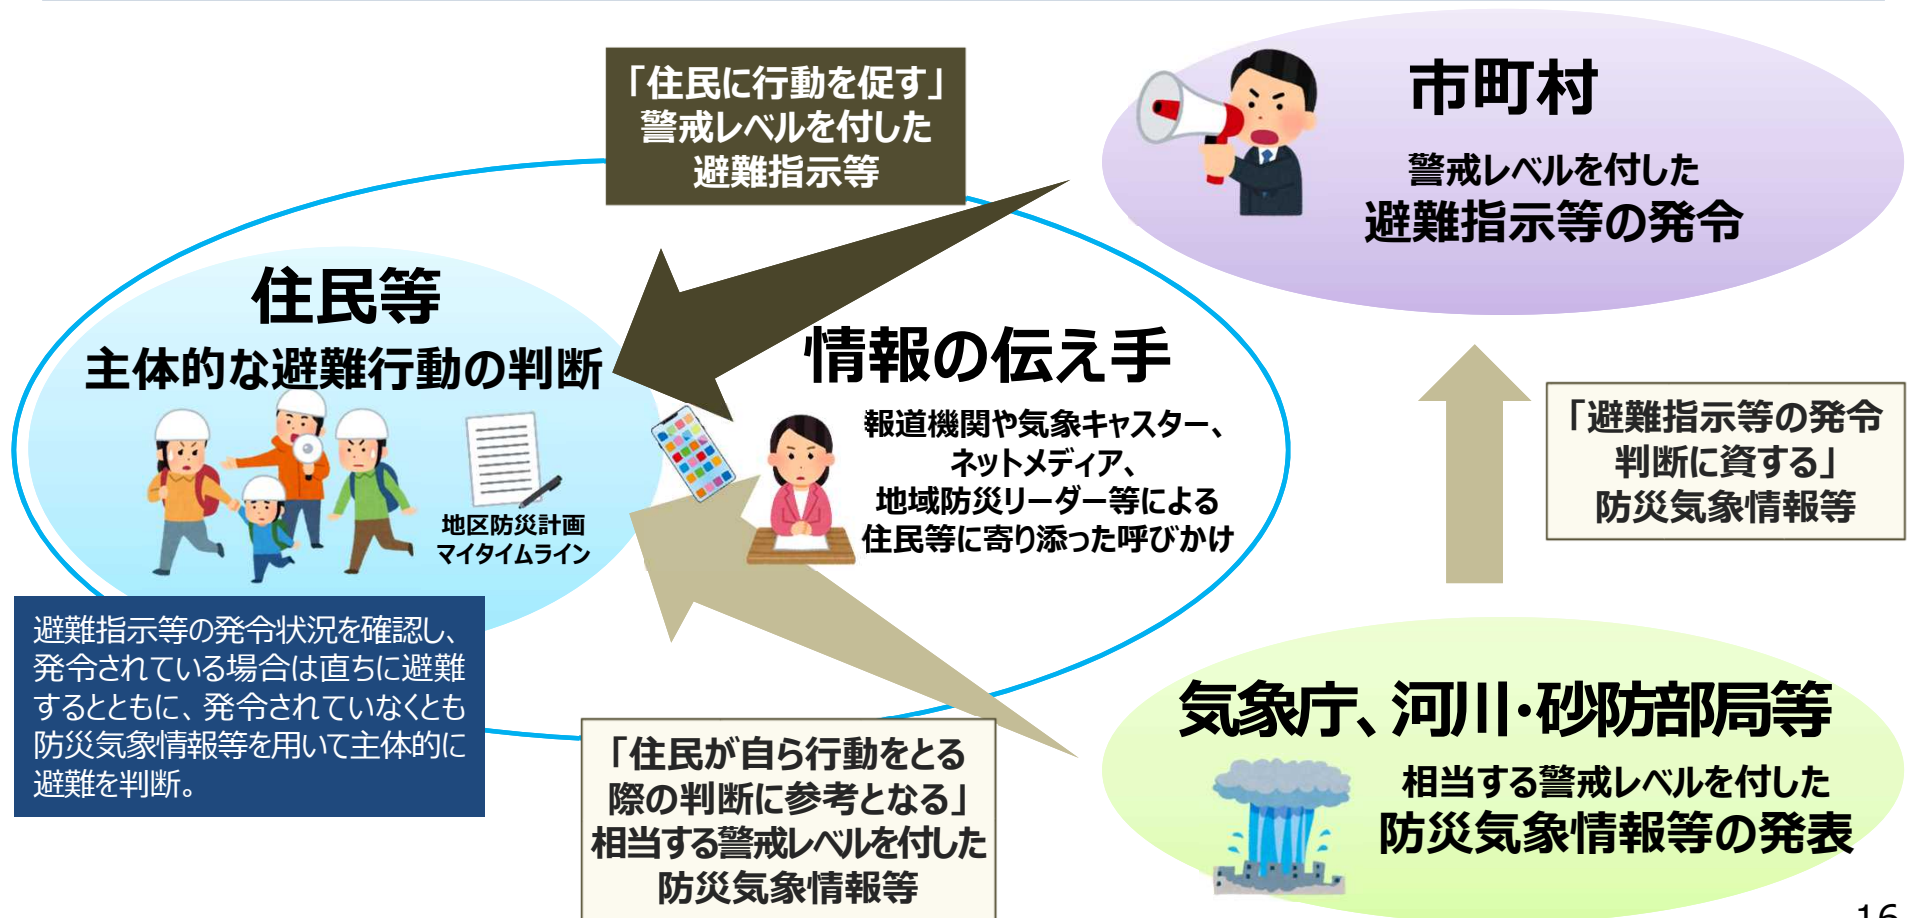 「住民に行動を促す」
警戒レベルを付した
避難指示等
市町村
警戒レベルを付した
避難指示等の発令
住民等
主体的な避難行動の判断
地区防災計画
マイタイムライン
情報の伝え手
報道機関や気象キャスター、
ネットメディア、
地域防災リーダー等による
住民等に寄り添った呼びかけ
「避難指示等の発令
判断に資する」
防災気象情報等
避難指示等の発令状況を確認し、
発令されている場合は直ちに避難
するとともに、発令されていなくとも
防災気象情報等を用いて主体的に
避難を判断。
「住民が自ら行動をとる
際の判断に参考となる」
相当する警戒レベルを付した
防災気象情報等
気象庁、河川・砂防部局等
相当する警戒レベルを付した
防災気象情報等の発表
16